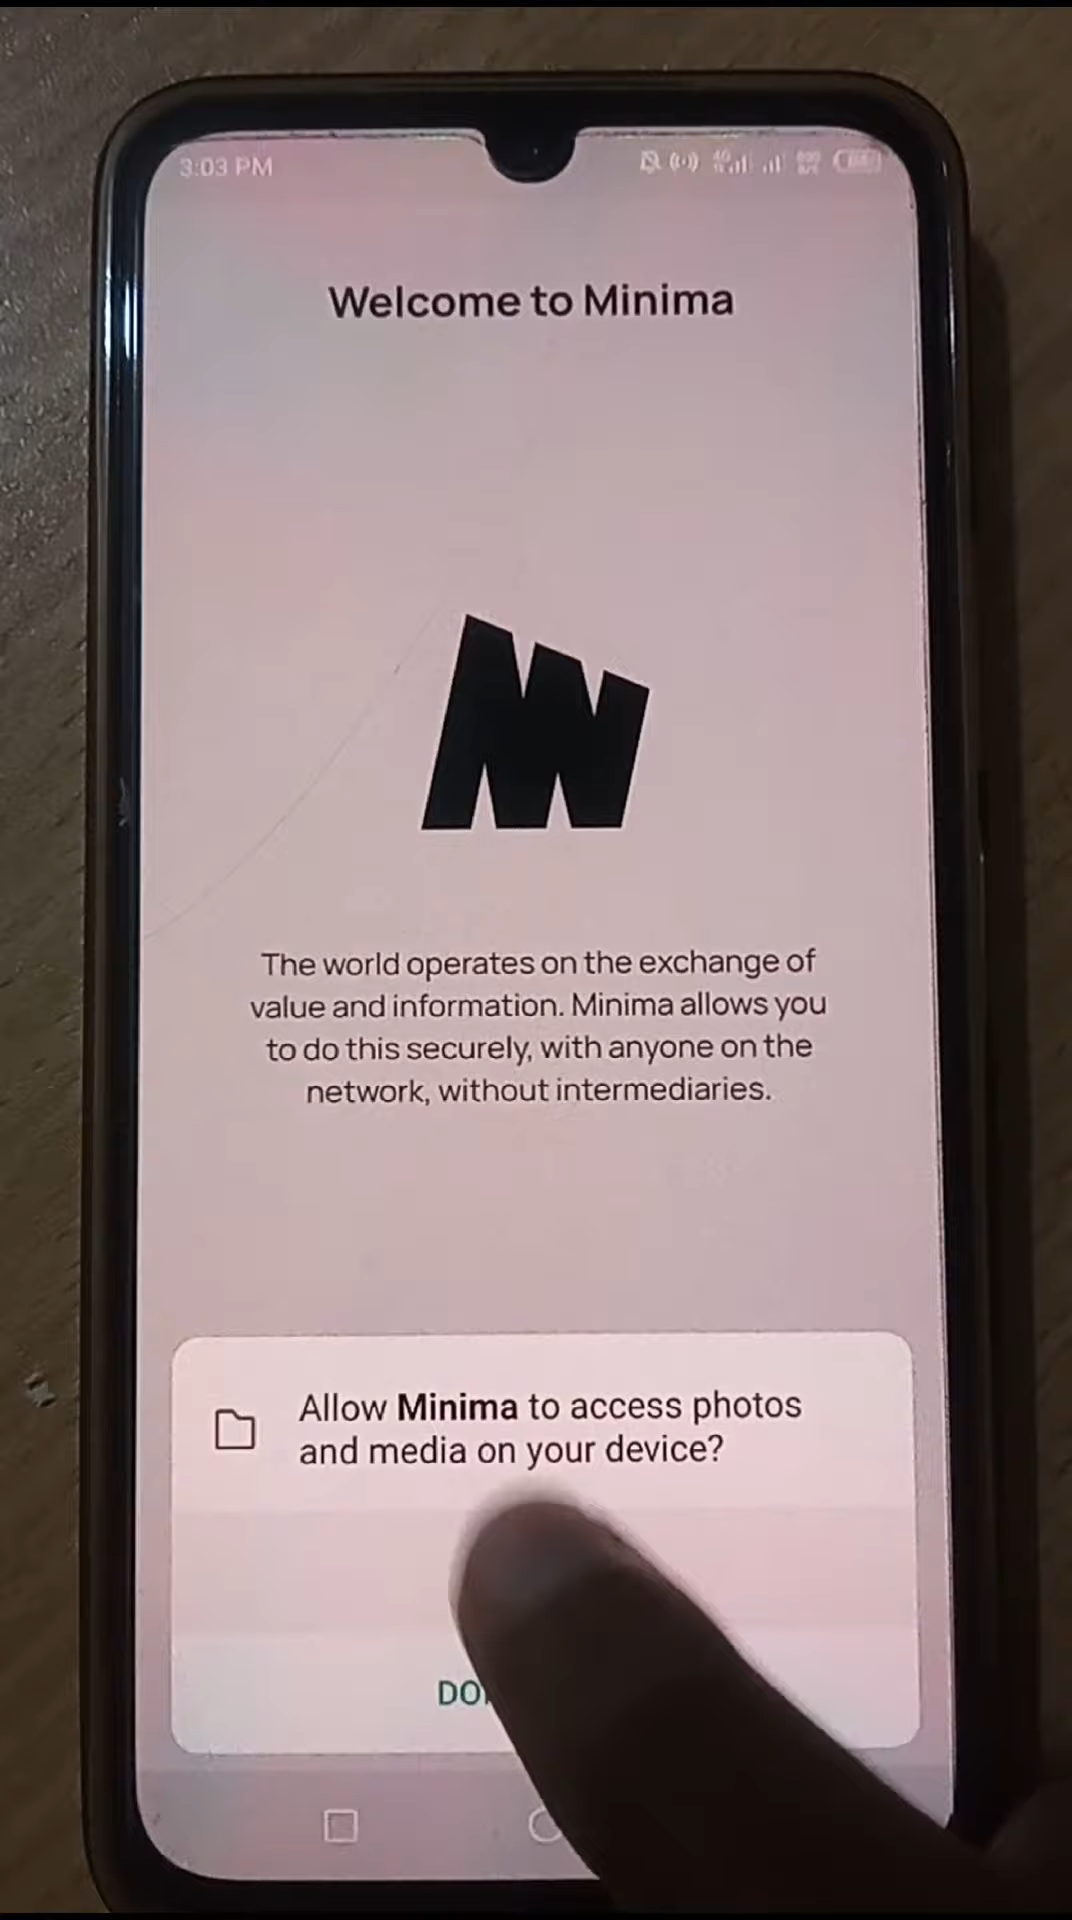 3:03 PM
Welcome to Minima
The world operates on the exchange of
value and information. Minima allows you
to do this securely, with anyone on the
network, without intermediaries.
Allow Minima to access photos
and media on your device?